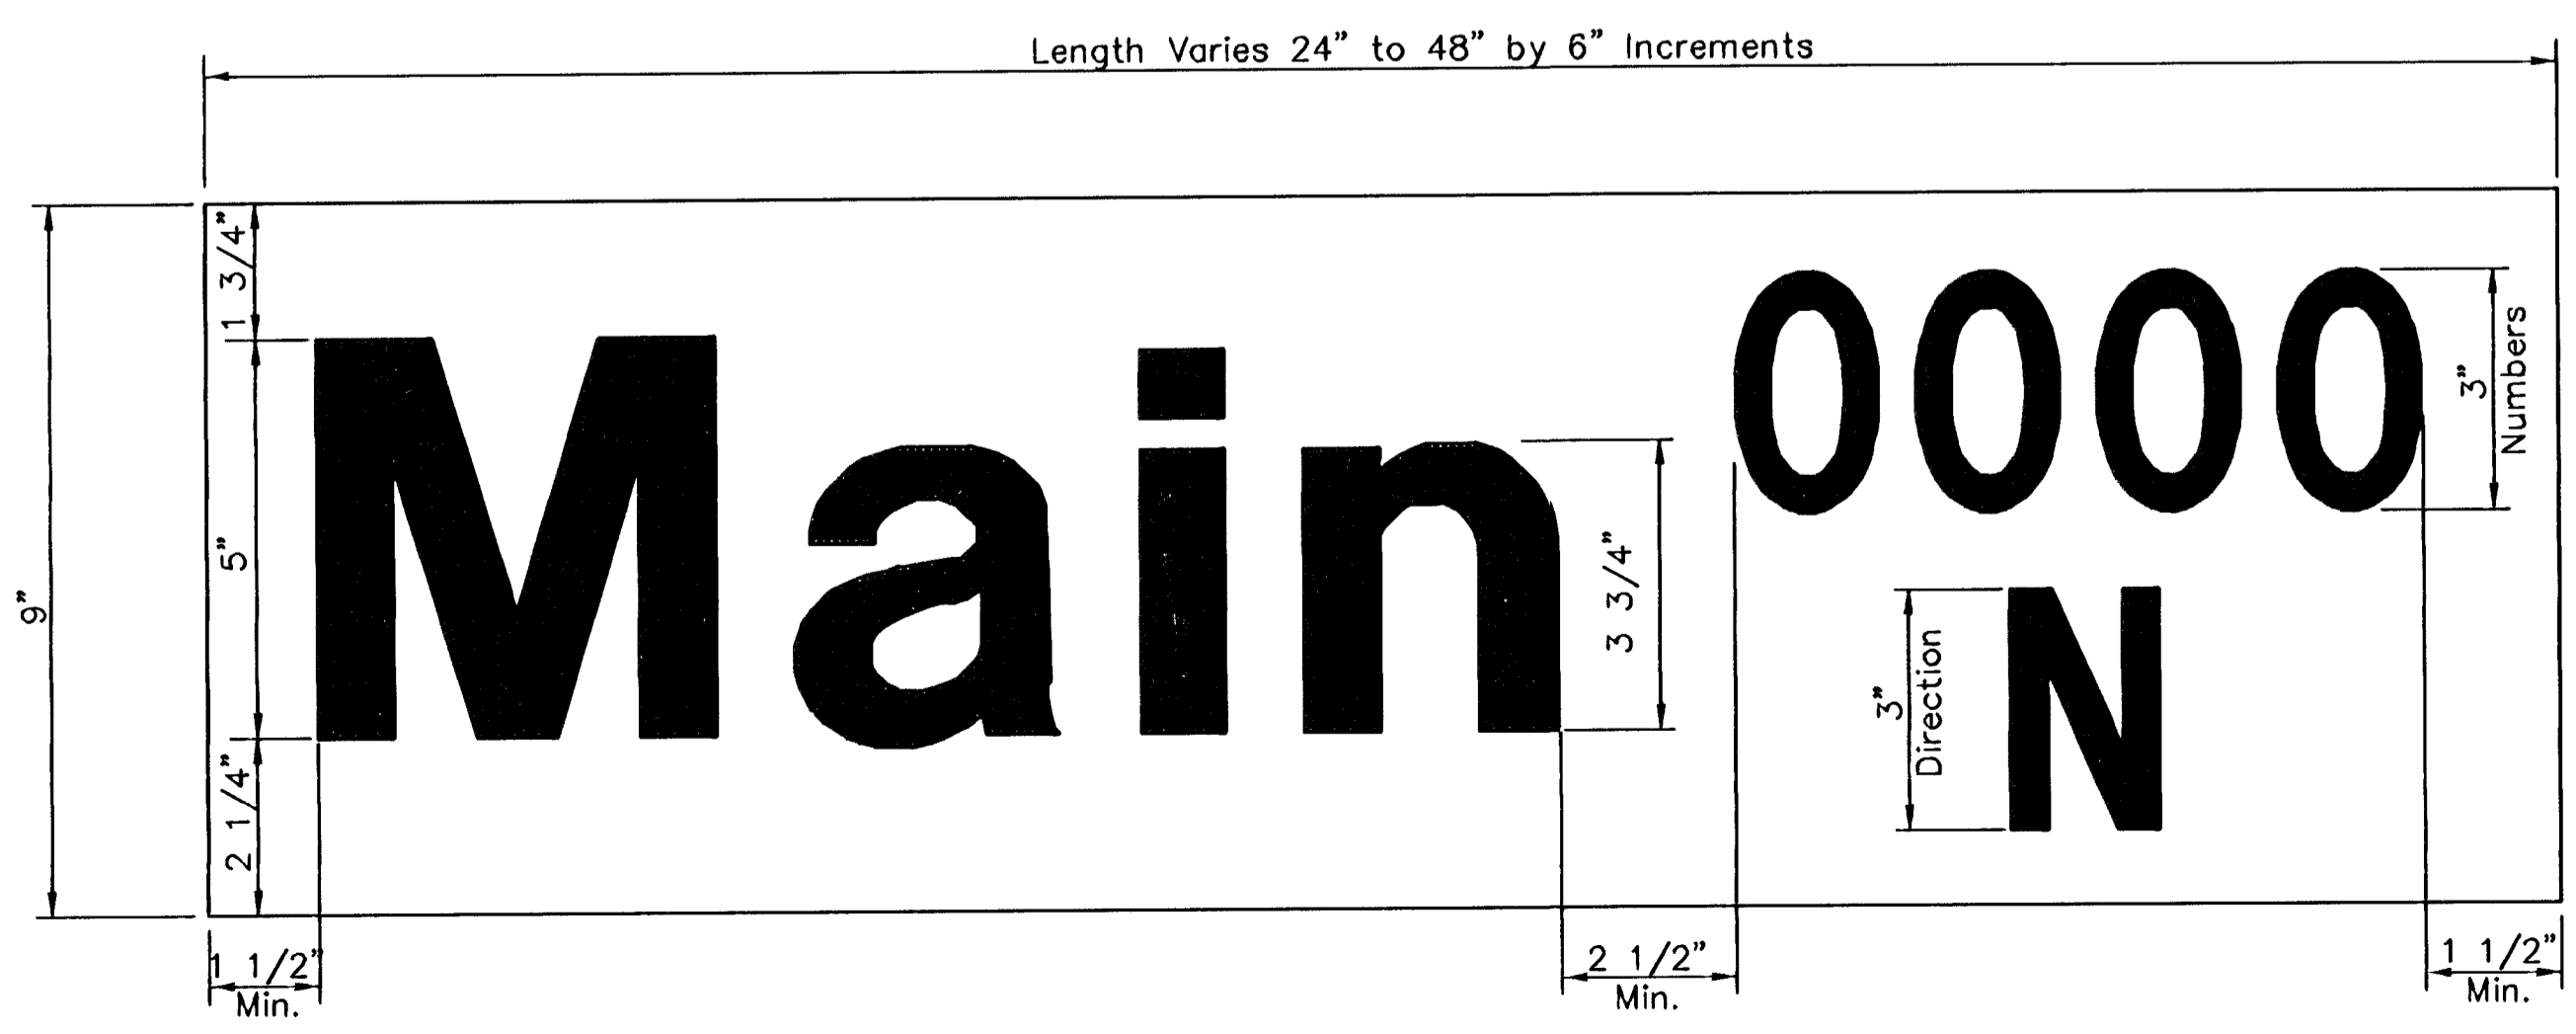 Length Varies 24” to 48” by 6” Increments
1 3/4”
5”
2 1/4”
9”
Main
3 3/4”
0000
3”
Numbers
N
3”
Direction
1 1/2”
Min.
2 1/2”
Min.
1 1/2”
Min.